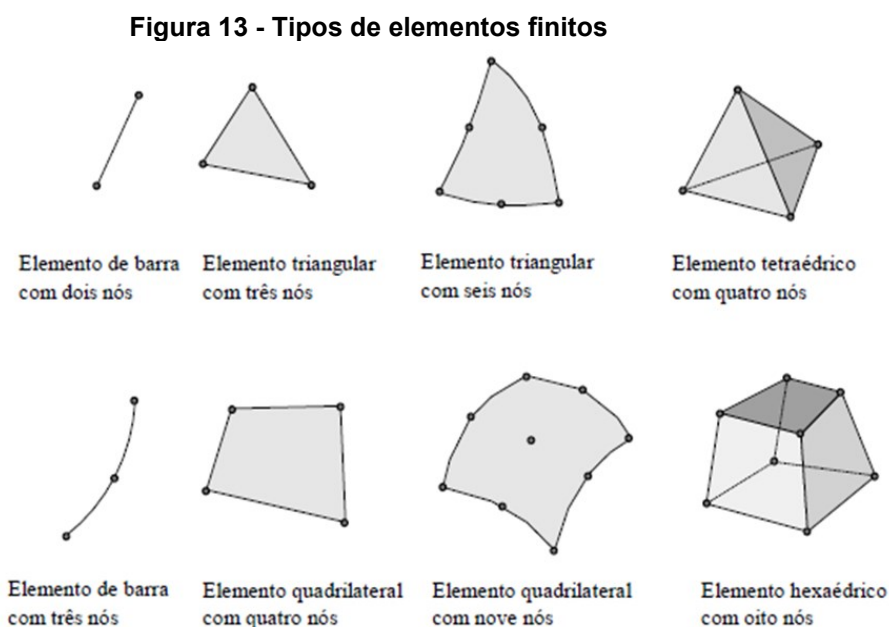 Figura 13 - Tipos de elementos finitos
Elemento de barra
com dois nós
Elemento triangular
com três nós
Elemento triangular
com seis nós
Elemento tetraédrico
com quatro nós
Elemento de barra
com três nós
Elemento quadrilateral
com quatro nós
Elemento quadrilateral
com nove nós
Elemento hexaédrico
com oito nós